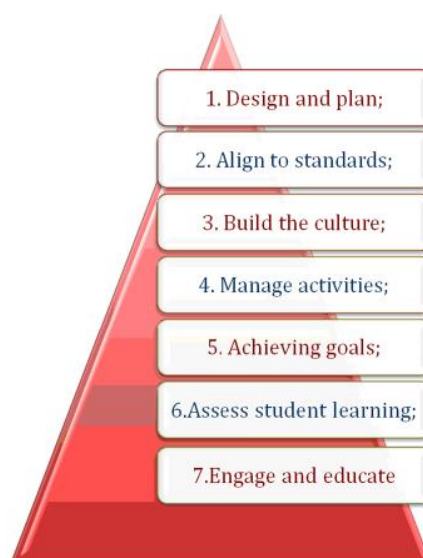 1. Design and plan;
2. Align to standards;
3. Build the culture;
4. Manage activities;
5. Achieving goals;
6.Assess student learning;
7.Engage and educate